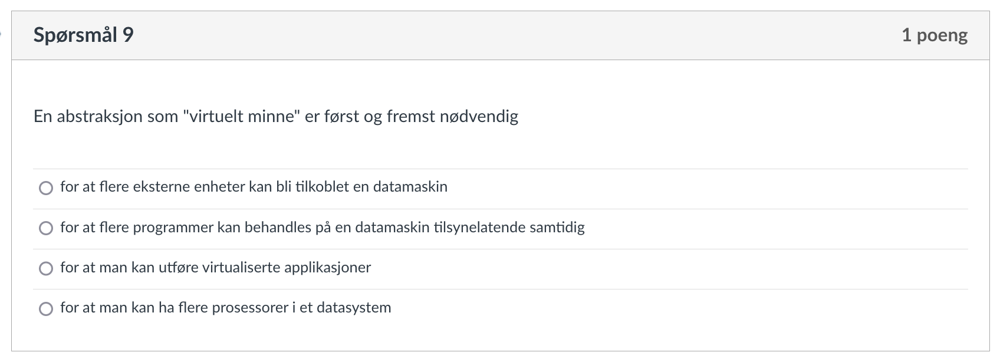 Spørsmål 9
1 poeng
En abstraksjon som "virtuelt minne" er først og fremst nødvendig
for at flere eksterne enheter kan bli tilkoblet en datamaskin
for at flere programmer kan behandles på en datamaskin tilsynelatende samtidig
for at man kan utføre virtualiserte applikasjoner
for at man kan ha flere prosessorer i et datasystem